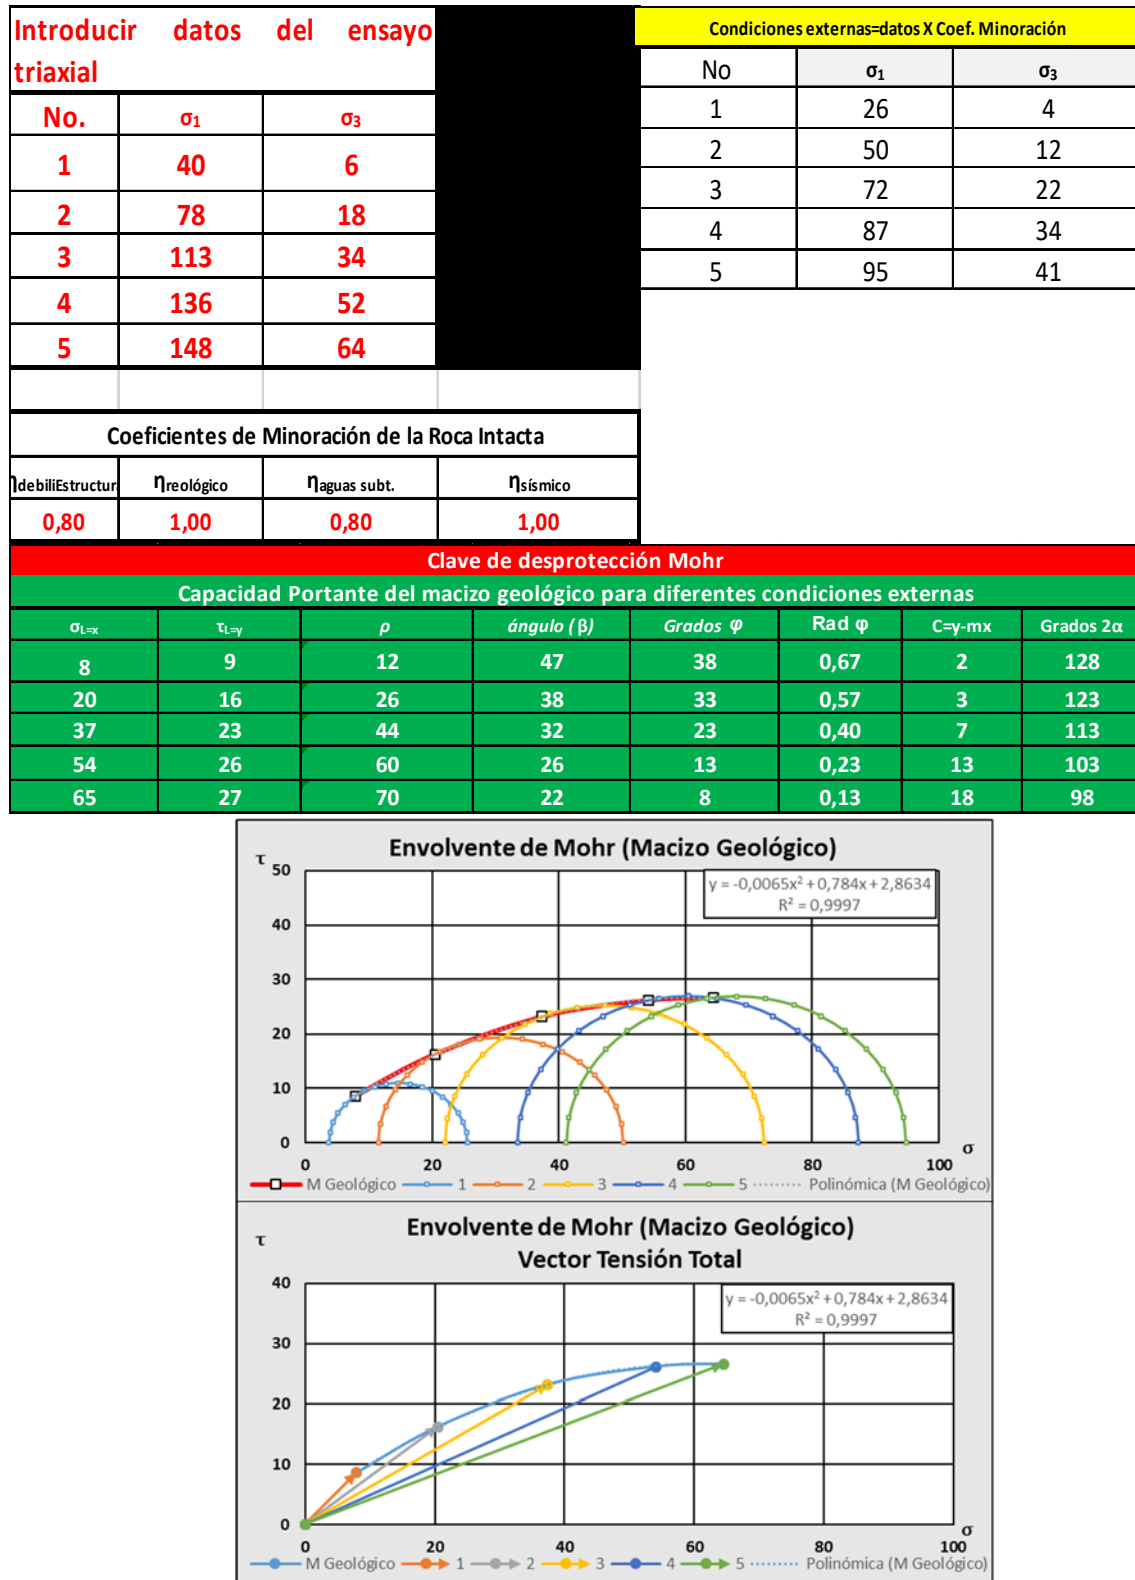 Introducir datos del ensayo
triaxial
No. σ1 σ3
1 40 6
2 78 18
3 113 34
4 136 52
5 148 64
Condiciones externas=datos X Coef. Minoración
No σ1 σ3
1 26 4
2 50 12
3 72 22
4 87 34
5 95 41
Coeficientes de Minoración de la Roca Intacta
ηdebiliEstructur ηreológico ηaguas subt. ηsísmico
0,80 1,00 0,80 1,00
Clave de desprotección Mohr
Capacidad Portante del macizo geológico para diferentes condiciones externas
σL=x τL=y ρ ángulo (β) Grados φ Rad φ C=y-mx Grados 2α
8 9 12 47 38 0,67 2 128
20 16 26 38 33 0,57 3 123
37 23 44 32 23 0,40 7 113
54 26 60 26 13 0,23 13 103
65 27 70 22 8 0,13 18 98
Envolvente de Mohr (Macizo Geológico)
τ
y = -0,0065x² + 0,784x + 2,8634
R² = 0,9997
50
40
30
20
10
0
0 20 40 60 80 100 σ
M Geológico 1 2 3 4 5 Polinómica (M Geológico)
Envolvente de Mohr (Macizo Geológico)
τ
Vector Tensión Total
y = -0,0065x² + 0,784x + 2,8634
R² = 0,9997
40
30
20
10
0
0 20 40 60 80 100 σ
M Geológico 1 2 3 4 5 Polinómica (M Geológico)